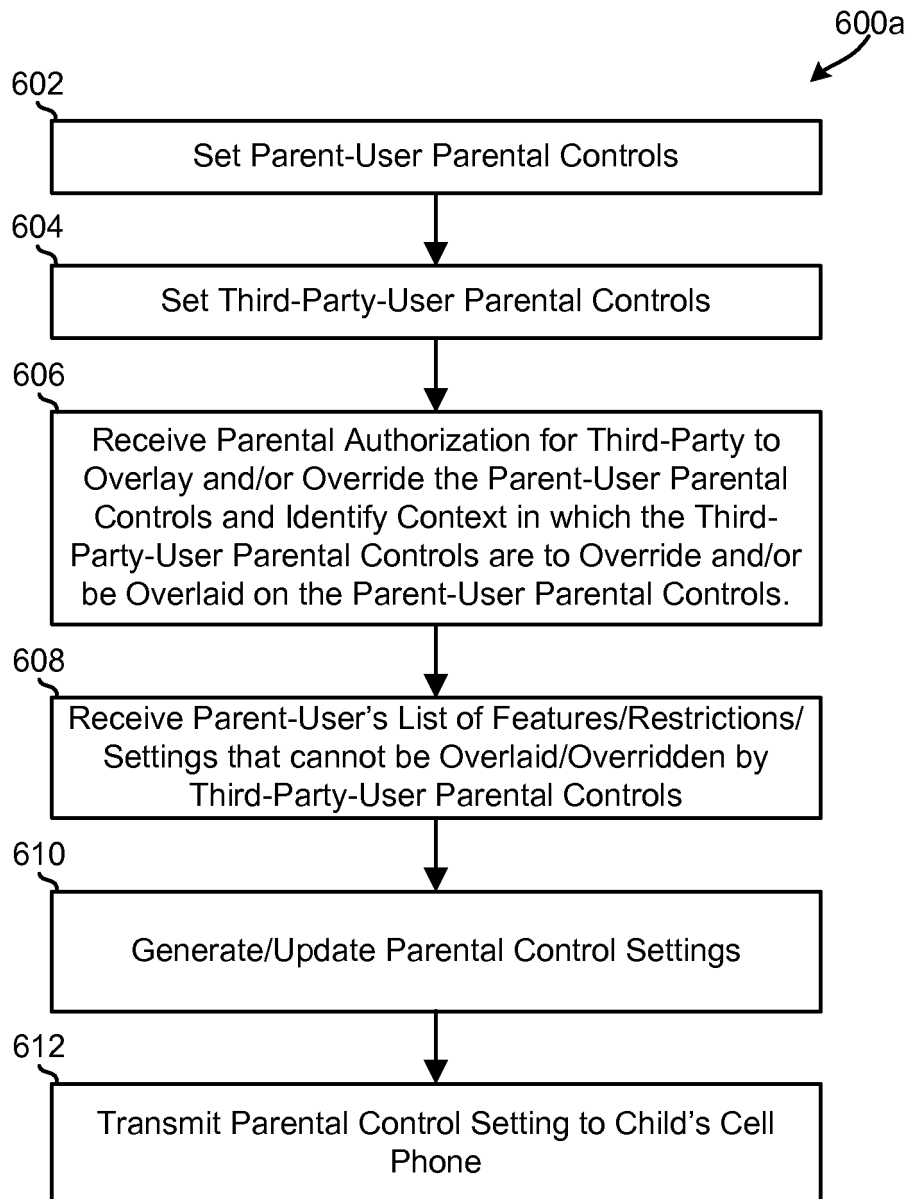 600a
602
Set Parent-User Parental Controls
604
Set Third-Party-User Parental Controls
606
Receive Parental Authorization for Third-Party to
Overlay and/or Override the Parent-User Parental
Controls and Identify Context in which the Third-
Party-User Parental Controls are to Override and/or
be Overlaid on the Parent-User Parental Controls.
608
Receive Parent-User's List of Features/Restrictions/
Settings that cannot be Overlaid/Overridden by
Third-Party-User Parental Controls
610
Generate/Update Parental Control Settings
612
Transmit Parental Control Setting to Child's Cell
Phone